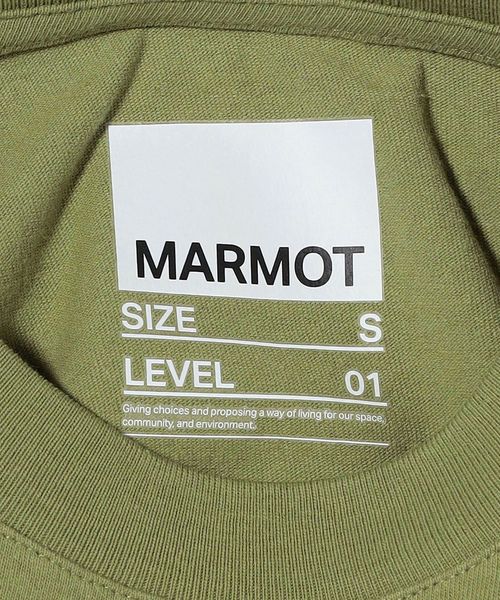 MARMOT
SIZE S
LEVEL 01
Giving choices and proposing a way of living for our space,
community, and environment.